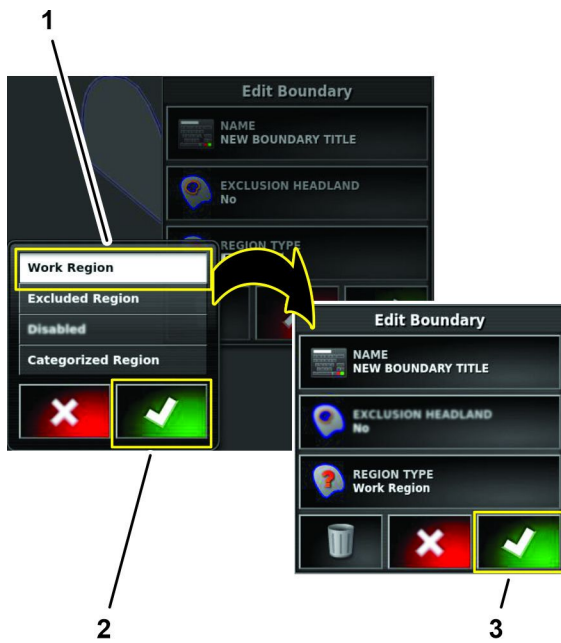 1
Edit Boundary
NAME
NEW BOUNDARY TITLE
EXCLUSION HEADLAND
No
REGION TYPE
Work Region
Excluded Region
Disabled
Categorized Region
Edit Boundary
NAME
NEW BOUNDARY TITLE
EXCLUSION HEADLAND
No
REGION TYPE
Work Region
2
3